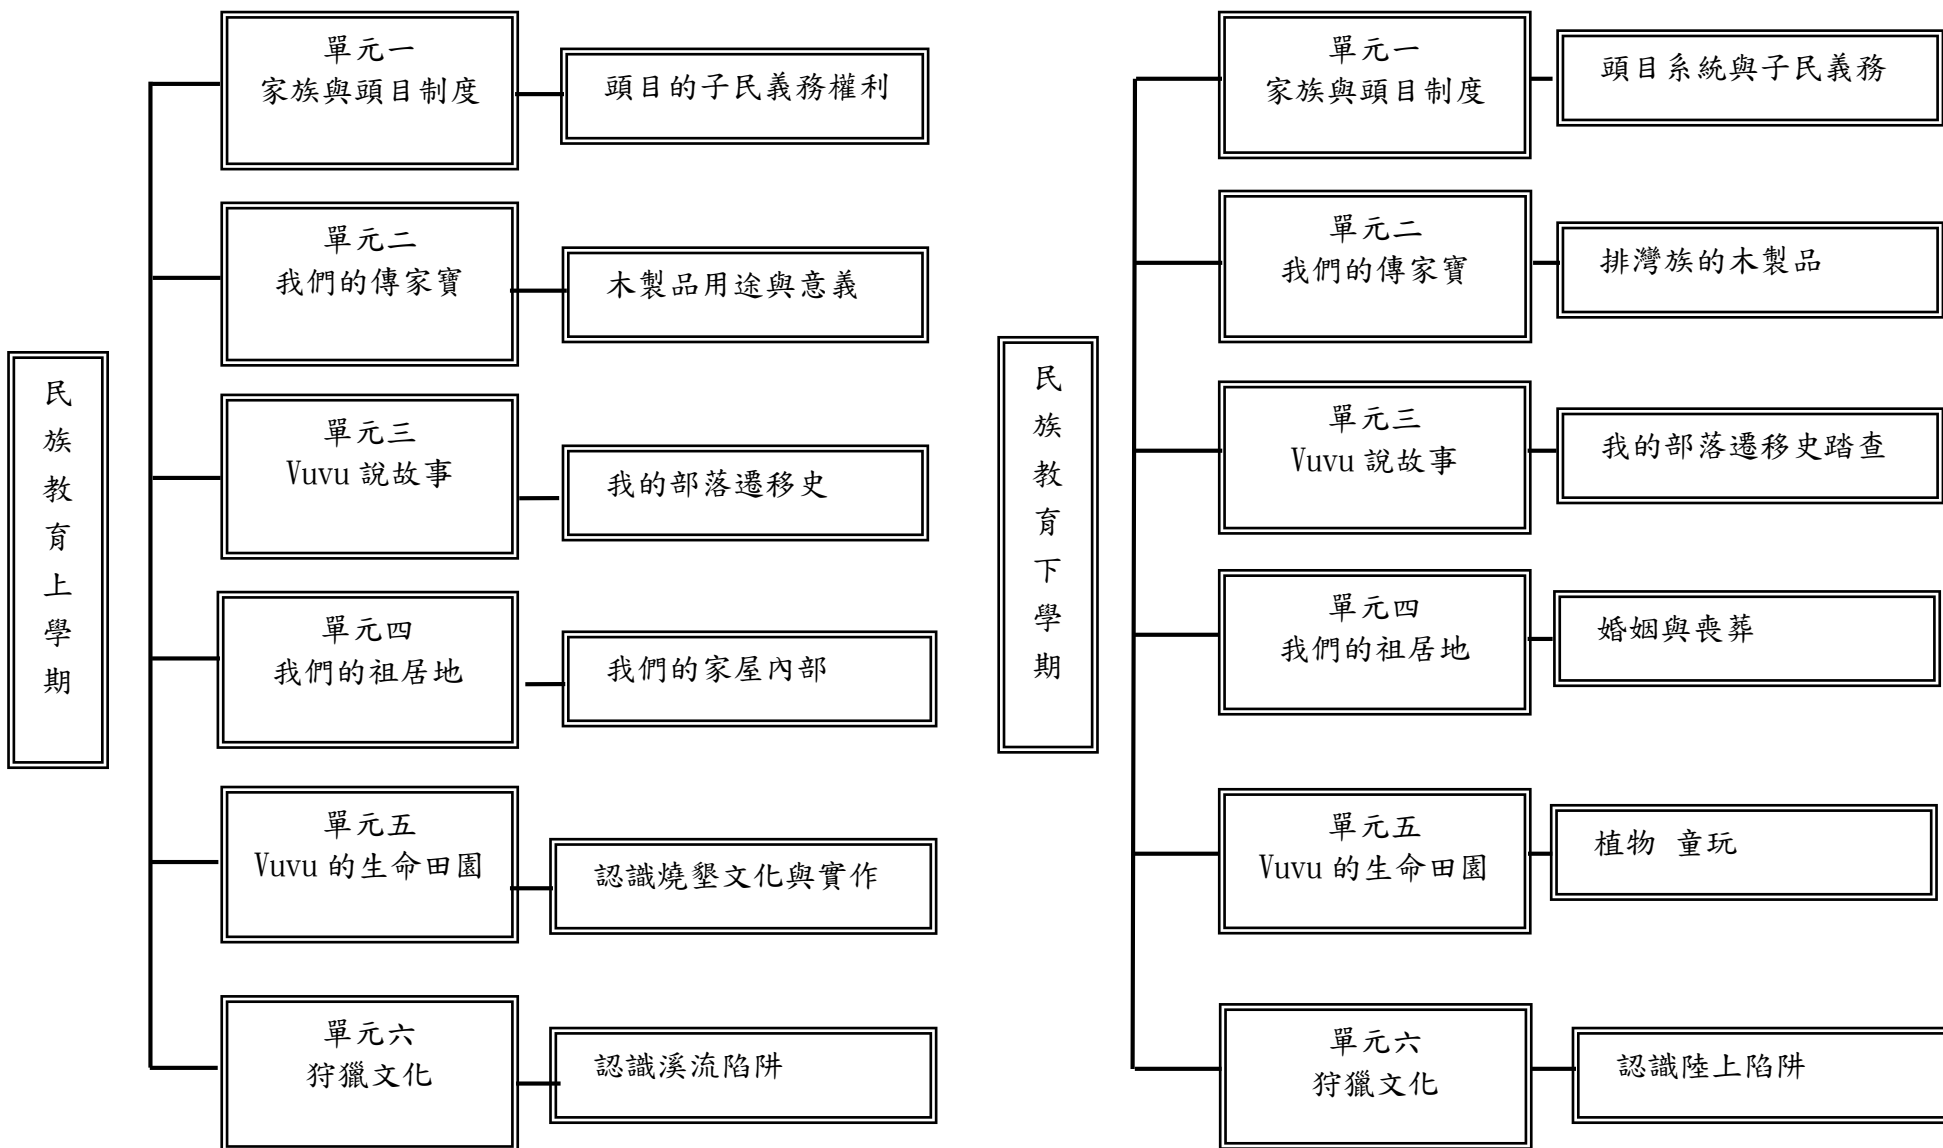 民族教育上學期
單元一
家族與頭目制度
頭目的子民義務權利
單元二
我們的傳家寶
木製品用途與意義
單元三
Vuvu 說故事
我的部落遷移史
單元四
我們的祖居地
我們的家屋內部
單元五
Vuvu 的生命田園
認識燒墾文化與實作
單元六
狩獵文化
認識溪流陷阱
民族教育下學期
單元一
家族與頭目制度
頭目系統與子民義務
單元二
我們的傳家寶
排灣族的木製品
單元三
Vuvu 說故事
我的部落遷移史踏查
單元四
我們的祖居地
婚姻與喪葬
單元五
Vuvu 的生命田園
植物 童玩
單元六
狩獵文化
認識陸上陷阱